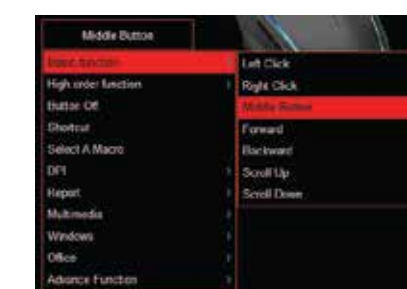 Middle Button
Basic function
High order function
Button Off
Shortcut
Select A Macro
DPI
Report
Multimedia
Windows
Office
Advance Function
Left Click
Right Click
Middle Button
Forward
Backward
Scroll Up
Scroll Down